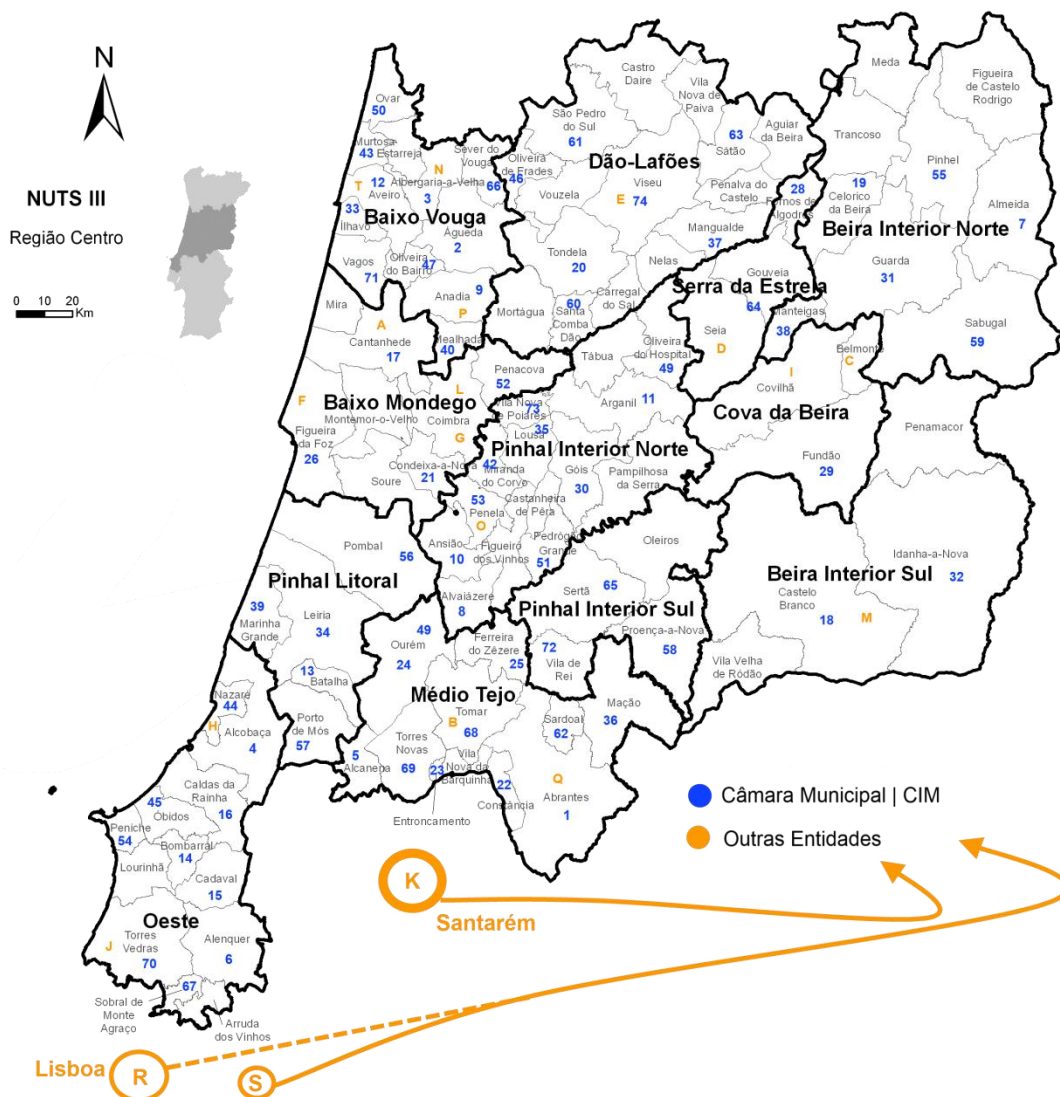 N
NUTS III
Região Centro
0 10 20
Km
Ovar
50
Murtosa
43
Estarreja
N
Sever do
Vouga
66
T
12
Aveiro
Albergaria-a-Velha
3
33
Ílhavo
Baixo Vouga
Águeda
2
Vagos
71
Oliveira
do Bairro
47
Anadia
9
P
Mealhada
40
Castro
Daire
Vila
Nova de
Paiva
São Pedro
do Sul
61
63
Sátão
Aguiar
da Beira
Oliveira
de Frades
46
Dão-Lafões
Vouzela
Viseu
E
74
Penalva do
Castelo
Mangualde
37
Tondela
20
Nelas
60
Santa
Comba
Dão
Carregal
do Sal
Mortágua
Meda
Figueira
de Castelo
Rodrigo
Trancoso
Pinhel
55
28
Fornos de
Algodres
19
Celorico
da Beira
Almeida
7
Beira Interior Norte
Guarda
31
Sabugal
59
Gouveia
Serra da Estrela
64
Manteigas
38
Seia
D
Mira
A
Cantanhede
17
L
Penacova
52
F
Baixo Mondego
Montemor-o-Velho
Coimbra
G
Figueira
da Foz
26
Condeixa-a-Nova
21
Soure
Tábua
Oliveira
do Hospital
49
Arganil
11
73
Vila Nova
de Poiares
35
Lousã
Pinhal Interior Norte
42
Miranda
do Corvo
Góis
30
Pampilhosa
da Serra
53
Penela
O
Castanheira
de Pêra
Ansião
10
Figueiró
dos Vinhos
Pedrógão
Grande
51
Alvaiázere
8
Belmonte
C
I
Covilhã
Cova da Beira
Fundão
29
Penamacor
Idanha-a-Nova
32
Beira Interior Sul
Castelo
Branco
18
M
Vila Velha
de Ródão
Oleiros
Sertã
65
Pinhal Interior Sul
Proença-a-Nova
58
72
Vila de
Rei
Pombal
56
Pinhal Litoral
39
Marinha
Grande
Leiria
34
13
Batalha
Porto
de Mós
57
49
Ourém
24
Ferreira
do Zêzere
25
Médio Tejo
Tomar
B
68
Mação
36
Sardoal
62
5
Alcanena
Torres
Novas
69
23
Vila
Nova da
Barquinha
Entroncamento
22
Constância
Q
Abrantes
1
Nazaré
44
H
Alcobaça
4
Caldas da
Rainha
16
45
Óbidos
Peniche
54
Bombarral
14
Lourinhã
Cadaval
15
Oeste
J
Torres
Vedras
70
Alenquer
6
67
Sobral de
Monte
Agraço
Arruda
dos Vinhos
Câmara Municipal | CIM
Outras Entidades
K
Santarém
Lisboa
R
S